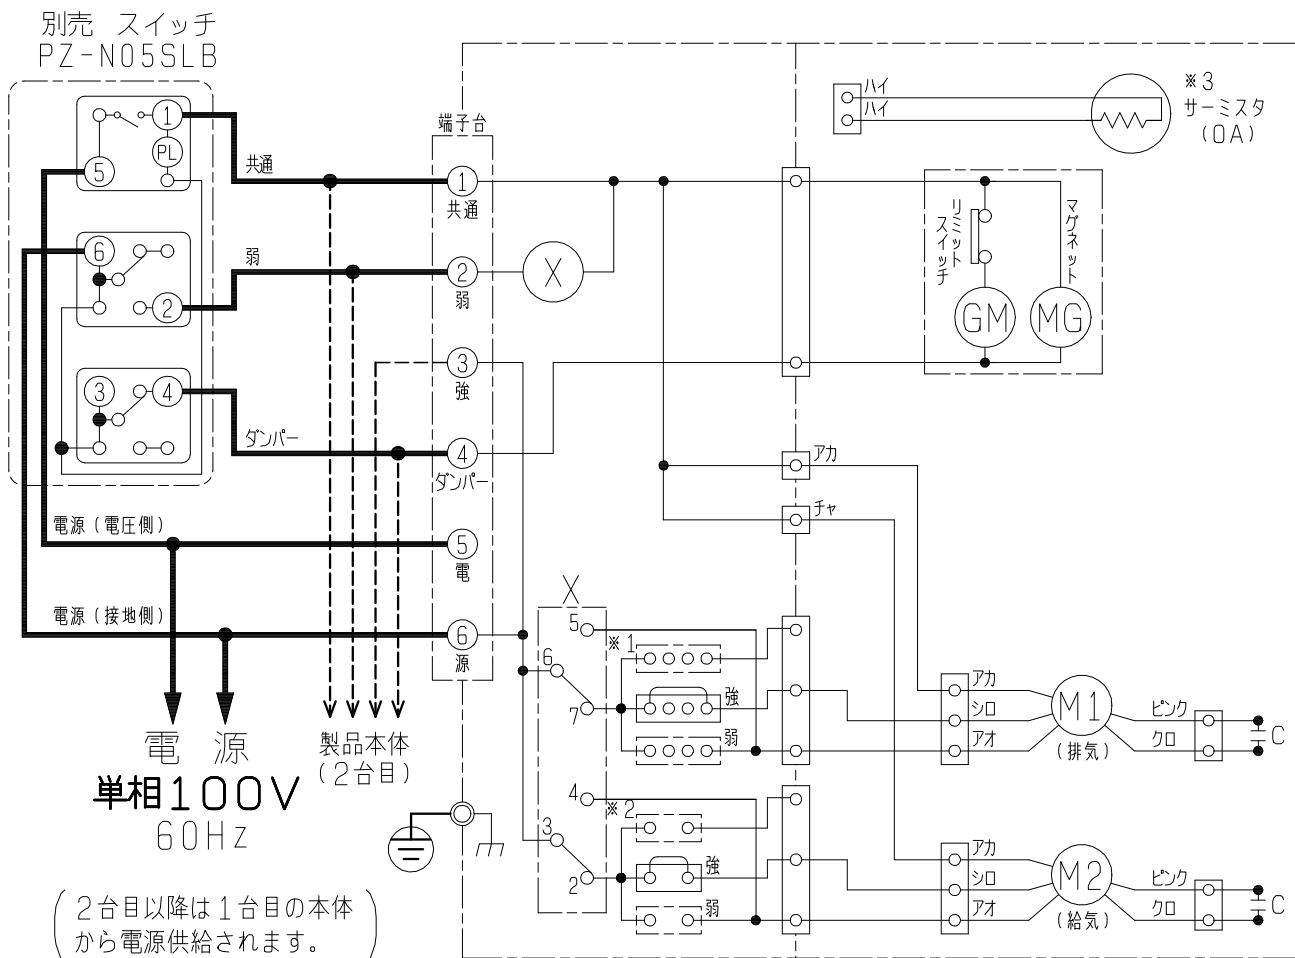 別売 スイッチ
PZ-N05SLB
1
PL
5
6
2
3
4
共通
弱
ダンパー
電源(電圧側)
電源(接地側)
電 源
単相100V
60Hz
2台目以降は1台目の本体
から電源供給されます。
製品本体
(2台目)
端子台
1
共通
2
弱
3
強
4
ダンパー
5
電
6
源
X
X
5
6
7
4
3
2
※1
強
弱
※2
強
弱
ハイ
ハイ
※3
サーミスタ
(OA)
リミット
スイッチ
マグネット
GM
MG
アカ
チャ
アカ
シロ
アオ
M1
(排気)
ピンク
クロ
C
アカ
シロ
アオ
M2
(給気)
ピンク
クロ
C